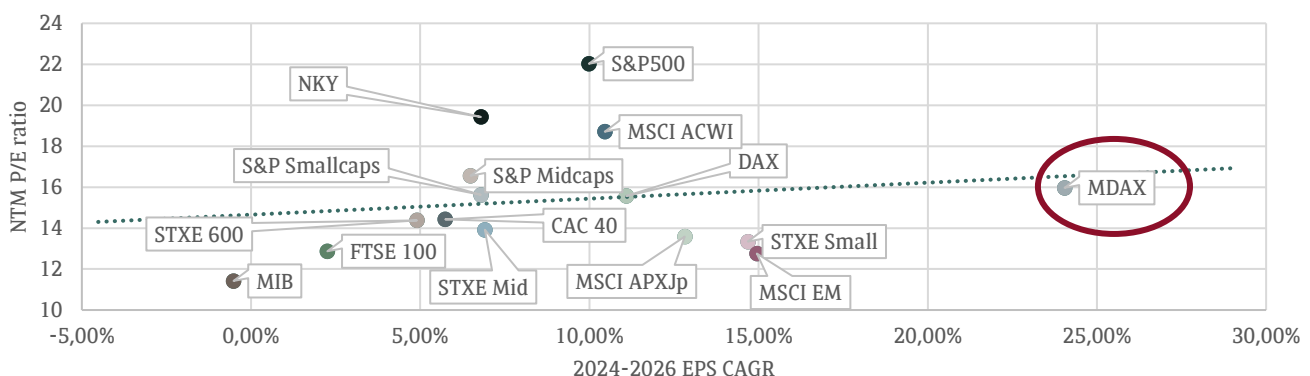 24
22
20
18
16
14
12
10
NTM P/E ratio
S&P500
NKY
MSCI ACWI
S&P Smallcaps
S&P Midcaps
DAX
MDAX
STXE 600
CAC 40
STXE Small
FTSE 100
MIB
STXE Mid
MSCI APXJp
MSCI EM
-5,00% 0,00% 5,00% 10,00% 15,00% 20,00% 25,00% 30,00%
2024-2026 EPS CAGR